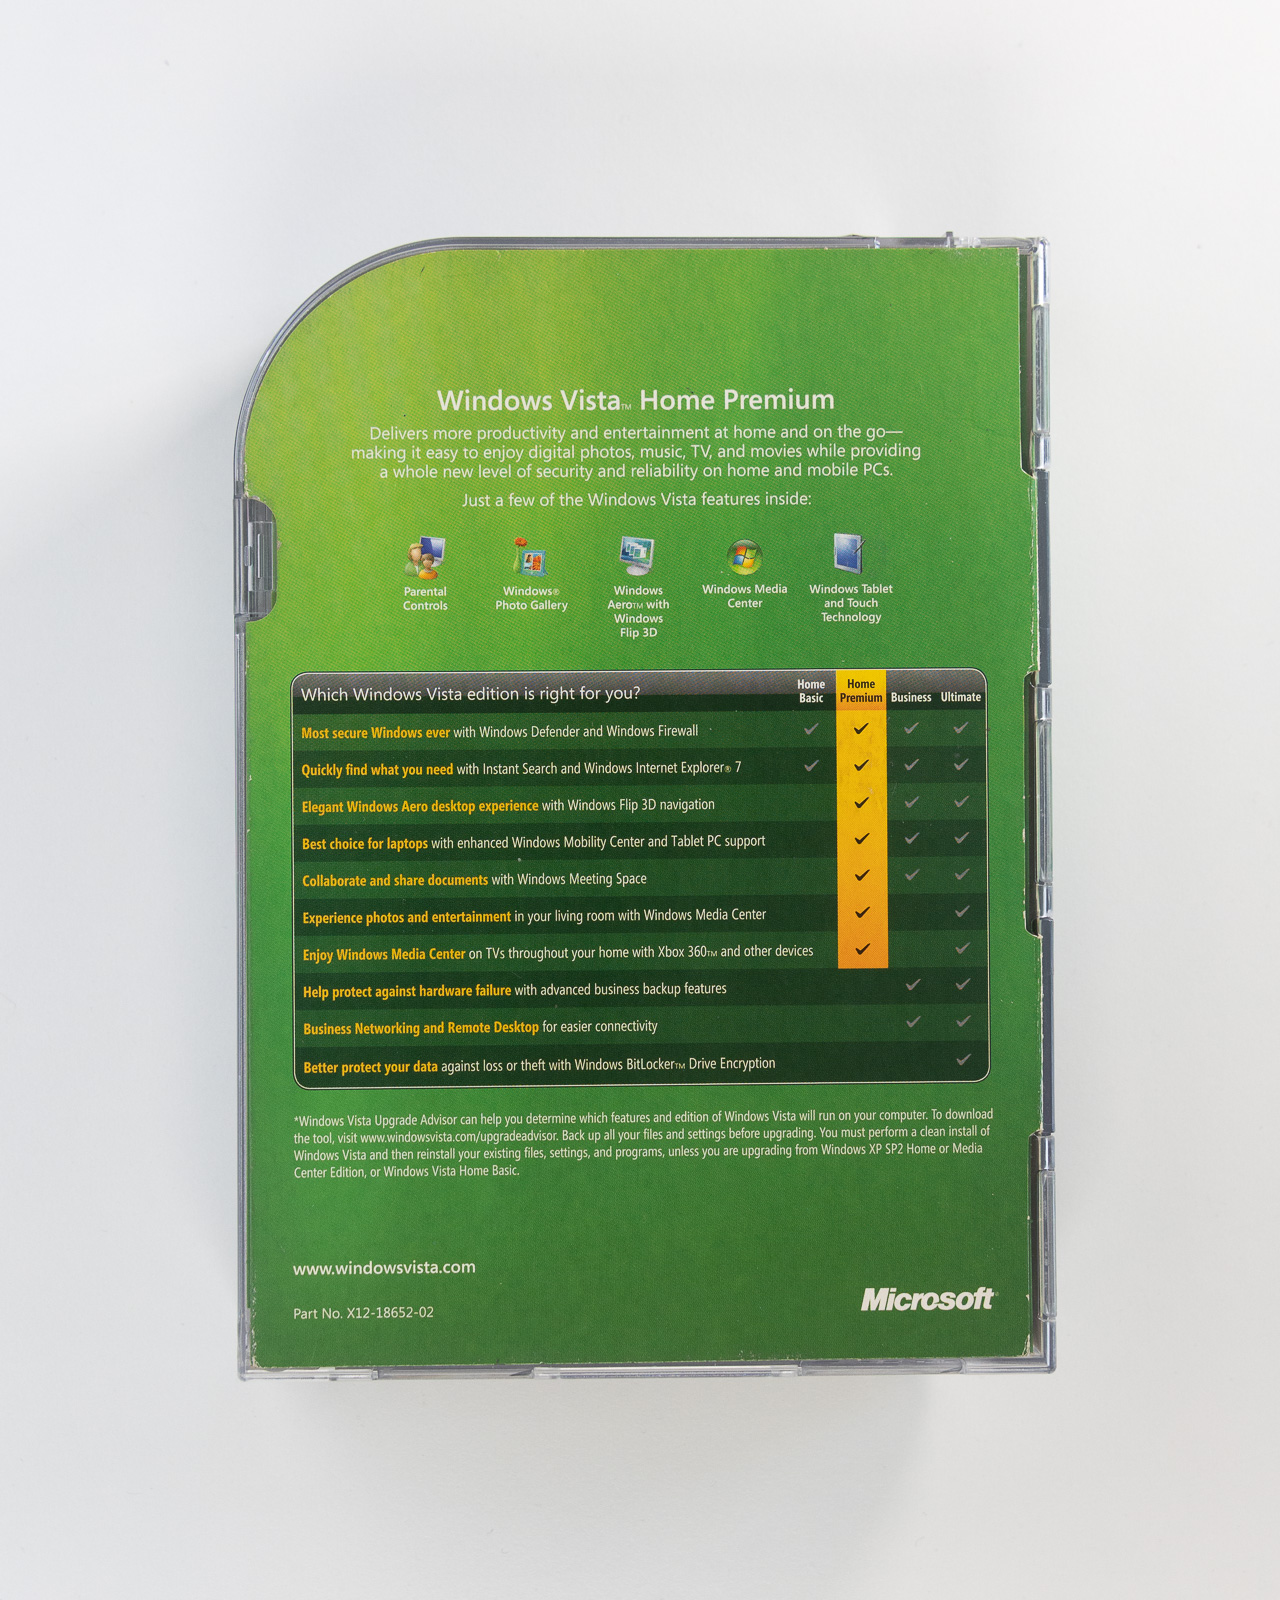 Windows Vista™ Home Premium
Delivers more productivity and entertainment at home and on the go—
making it easy to enjoy digital photos, music, TV, and movies while providing
a whole new level of security and reliability on home and mobile PCs.
Just a few of the Windows Vista features inside:
Parental
Controls
Windows®
Photo Gallery
Windows
Aero™ with
Windows
Flip 3D
Windows Media
Center
Windows Tablet
and Touch
Technology
Which Windows Vista edition is right for you?
Home
Basic
Home
Premium
Business
Ultimate
Most secure Windows ever with Windows Defender and Windows Firewall ✓ ✓ ✓ ✓
Quickly find what you need with Instant Search and Windows Internet Explorer® 7 ✓ ✓ ✓ ✓
Elegant Windows Aero desktop experience with Windows Flip 3D navigation ✓ ✓ ✓
Best choice for laptops with enhanced Windows Mobility Center and Tablet PC support ✓ ✓ ✓
Collaborate and share documents with Windows Meeting Space ✓ ✓ ✓
Experience photos and entertainment in your living room with Windows Media Center ✓ ✓
Enjoy Windows Media Center on TVs throughout your home with Xbox 360™ and other devices ✓ ✓
Help protect against hardware failure with advanced business backup features ✓ ✓
Business Networking and Remote Desktop for easier connectivity ✓ ✓
Better protect your data against loss or theft with Windows BitLocker™ Drive Encryption ✓
*Windows Vista Upgrade Advisor can help you determine which features and edition of Windows Vista will run on your computer. To download
the tool, visit www.windowsvista.com/upgradeadvisor. Back up all your files and settings before upgrading. You must perform a clean install of
Windows Vista and then reinstall your existing files, settings, and programs, unless you are upgrading from Windows XP SP2 Home or Media
Center Edition, or Windows Vista Home Basic.
www.windowsvista.com
Part No. X12-18652-02
Microsoft®